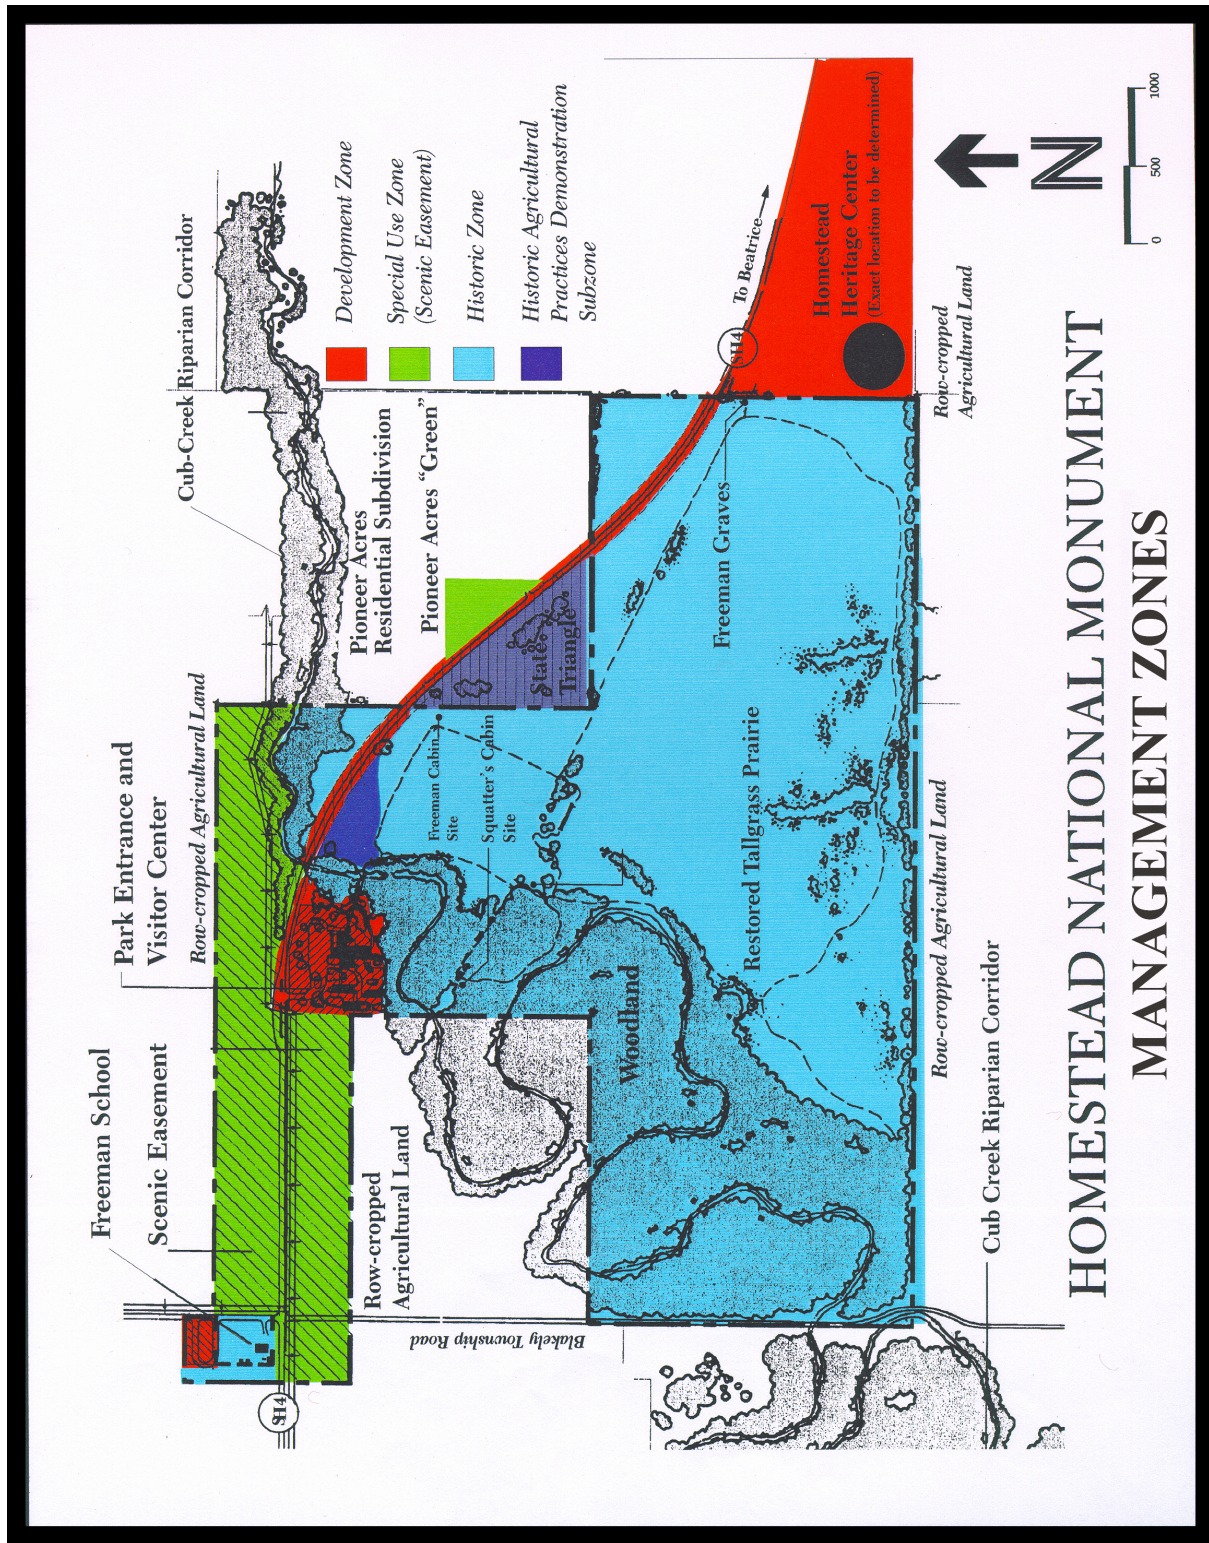 Freeman School
Scenic Easement
Park Entrance and
Visitor Center
Row-cropped Agricultural Land
Cub-Creek Riparian Corridor
Development Zone
Special Use Zone
(Scenic Easement)
Historic Zone
Historic Agricultural
Practices Demonstration
Subzone
Pioneer Acres
Residential Subdivision
Pioneer Acres "Green"
Row-cropped
Agricultural Land
SH4
Blakely Township Road
Freeman Cabin
Site
Squatter's Cabin
Site
State
Triangle
Woodland
Restored Tallgrass Prairie
Freeman Graves
SH4
To Beatrice
Homestead
Heritage Center
(Exact location to be determined)
Row-cropped Agricultural Land
Row-cropped
Agricultural Land
Cub Creek Riparian Corridor
HOMESTEAD NATIONAL MONUMENT
MANAGEMENT ZONES
N
0 500 1000